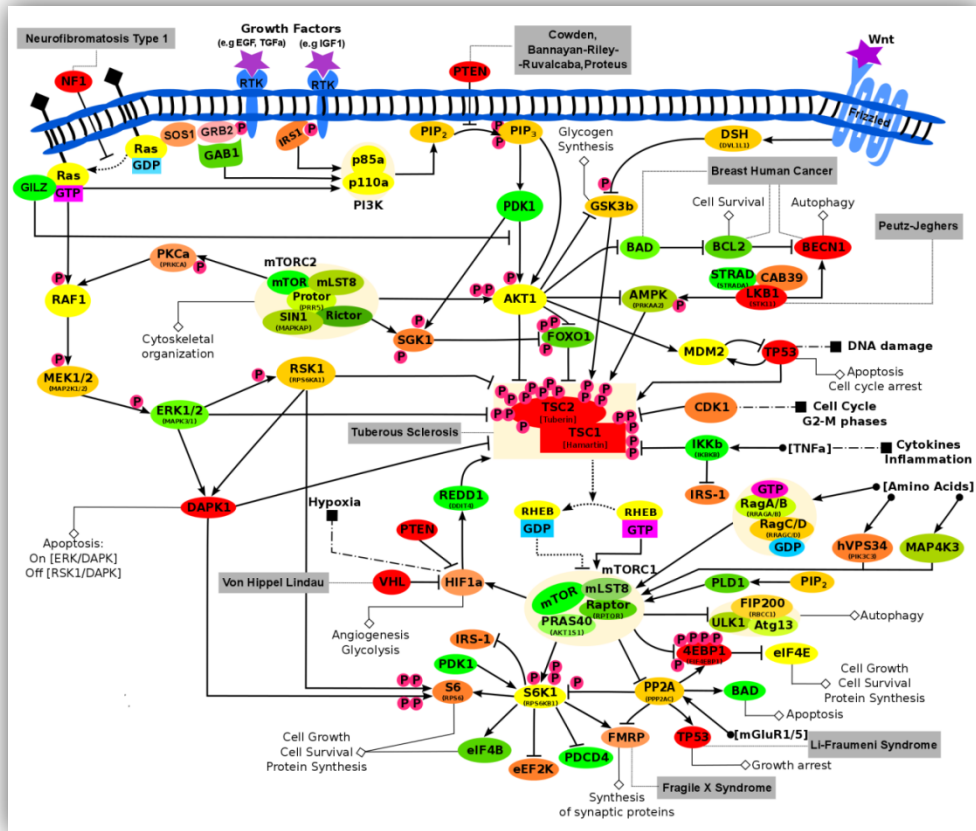 Neurofibromatosis Type 1
Growth Factors
(e.g EGF, TGFa)
(e.g IGF1)
Cowden,
Bannayan-Riley-
-Ruvalcaba,Proteus
Wnt
NF1
RTK
RTK
PTEN
Frizzled
SOS1
GRB2
P
GAB1
IRS1
P
PIP2
P
P
PIP3
Glycogen
Synthesis
DSH
(DVL1L1)
Ras
GDP
p85a
p110a
PI3K
Ras
GTP
GILZ
Breast Human Cancer
P
GSK3b
PDK1
Cell Survival
Autophagy
Peutz-Jeghers
BAD
BCL2
BECN1
PKCa
(PRKCA)
P
mTORC2
mTOR
mLST8
Protor
(PRR5)
SIN1
(MAPKAP)
Rictor
STRAD
(STRADA)
CAB39
LKB1
(STK11)
P
RAF1
P P
P
AKT1
AMPK
(PRKAA2)
P
Cytoskeletal
organization
SGK1
P
P P
FOXO1
P
MDM2
TP53
DNA damage
Apoptosis
Cell cycle arrest
P
MEK1/2
(MAP2K1/2)
P
RSK1
(RPS6KA1)
P
ERK1/2
(MAPK3/1)
TSC2
[Tuberin]
TSC1
[Hamartin]
CDK1
Cell Cycle
G2-M phases
Tuberous Sclerosis
IKKb
(IKBKB)
[TNFa]
Cytokines
Inflammation
IRS-1
DAPK1
Hypoxia
REDD1
(DDIT4)
[Amino Acids]
GTP
RagA/B
(RRAGA/B)
RagC/D
(RRAGC/D)
GDP
RHEB
GDP
RHEB
GTP
PTEN
hVPS34
(PIK3C3)
MAP4K3
Apoptosis:
On [ERK/DAPK]
Off [RSK1/DAPK]
Von Hippel Lindau
VHL
HIF1a
mTORC1
mTOR
mLST8
Raptor
(RPTOR)
PRAS40
(AKT1S1)
PLD1
PIP2
FIP200
(RBCC1)
ULK1
Atg13
Autophagy
Angiogenesis
Glycolysis
IRS-1
P P P P
4EBP1
(EIF4EBP1)
P
eIF4E
Cell Growth
Cell Survival
Protein Synthesis
PDK1
P P
S6
(RPS6)
P P
P
P P
S6K1
(RPS6KB1)
P
PP2A
(PPP2AC)
BAD
Apoptosis
[mGluR1/5]
Cell Growth
Cell Survival
Protein Synthesis
eIF4B
eEF2K
PDCD4
FMRP
TP53
Li-Fraumeni Syndrome
Growth arrest
Synthesis
of synaptic proteins
Fragile X Syndrome